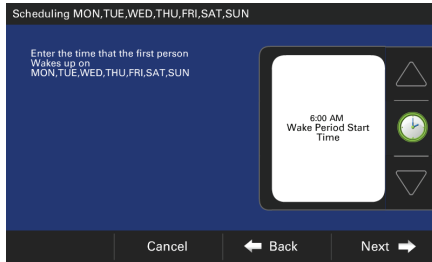 Scheduling MON,TUE,WED,THU,FRI,SAT,SUN
Enter the time that the first person
Wakes up on
MON,TUE,WED,THU,FRI,SAT,SUN
6:00 AM
Wake Period Start
Time
Cancel
Back
Next